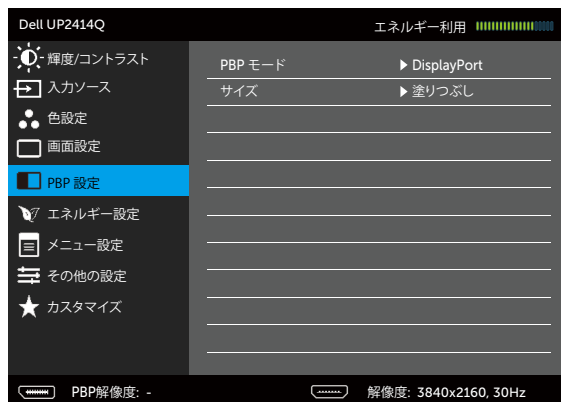 Dell UP2414Q
エネルギー利用
輝度/コントラスト
入力ソース
色設定
画面設定
PBP 設定
エネルギー設定
メニュー設定
その他の設定
カスタマイズ
PBP モード
DisplayPort
サイズ
塗りつぶし
PBP解像度: -
解像度: 3840x2160, 30Hz